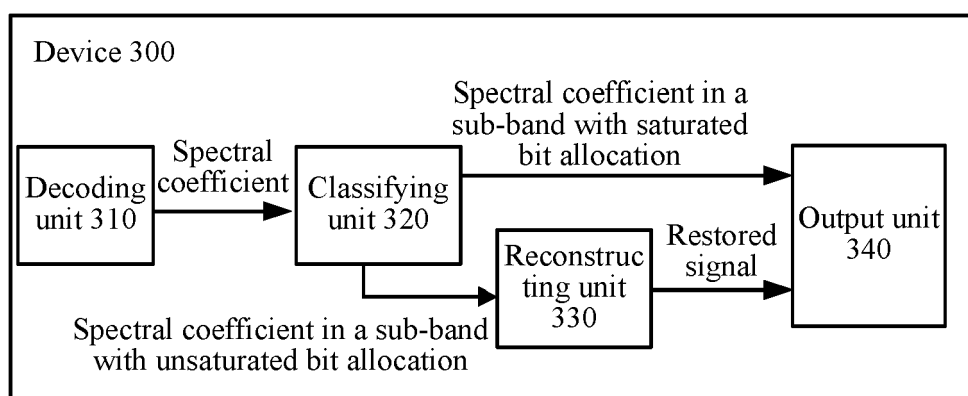 Device 300
Spectral coefficient in a
sub-band with saturated
bit allocation
Spectral
coefficient
Decoding
unit 310
Classifying
unit 320
Output unit
340
Reconstruc
ting unit
330
Restored
signal
Spectral coefficient in a sub-band
with unsaturated bit allocation